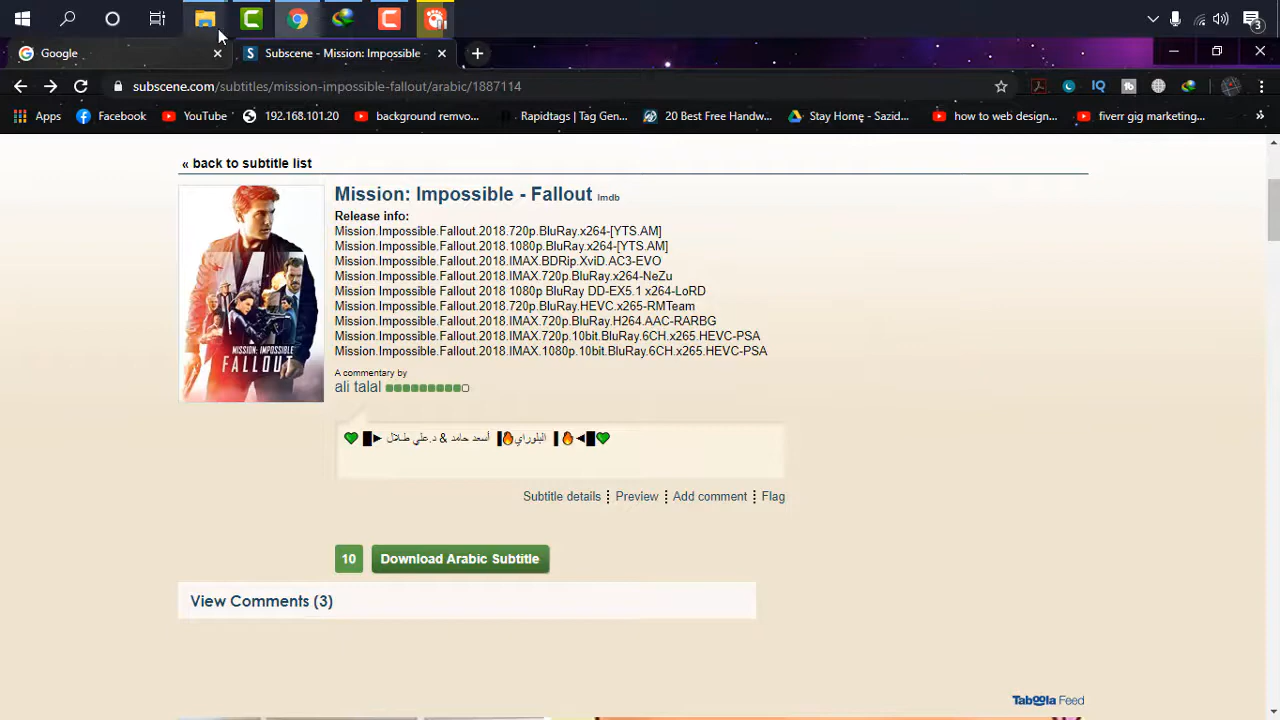 3
Google
S Subscene - Mission: Impossible -
subscene.com/subtitles/mission-impossible-fallout/arabic/1887114
Apps Facebook YouTube 192.168.101.20 background remvo... Rapidtags | Tag Gen... 20 Best Free Handw... Stay Home - Sazid... how to web design... fiverr gig marketing... »
« back to subtitle list
Mission: Impossible - Fallout Imdb
Release info:
Mission.Impossible.Fallout.2018.720p.BluRay.x264-[YTS.AM]
Mission.Impossible.Fallout.2018.1080p.BluRay.x264-[YTS.AM]
Mission.Impossible.Fallout.2018.IMAX.BDRip.XviD.AC3-EVO
Mission.Impossible.Fallout.2018.IMAX.720p.BluRay.x264-NeZu
Mission.Impossible.Fallout 2018 1080p BluRay DD-EX5.1 x264-LoRD
Mission.Impossible.Fallout.2018.720p.BluRay.HEVC.x265-RMTeam
Mission.Impossible.Fallout.2018.IMAX.720p.BluRay.H264.AAC-RARBG
Mission.Impossible.Fallout.2018.IMAX.720p.10bit.BluRay.6CH.x265.HEVC-PSA
Mission.Impossible.Fallout.2018.IMAX.1080p.10bit.BluRay.6CH.x265.HEVC-PSA
MISSION: IMPOSSIBLE
FALLOUT
A commentary by
ali talal
💚 █► أسعد حامد & د.علي طـلال ▐🔥البلوراي ▌🔥◄█💚
Subtitle details ⋮ Preview ⋮ Add comment ⋮ Flag
10 Download Arabic Subtitle
View Comments (3)
Taboola Feed